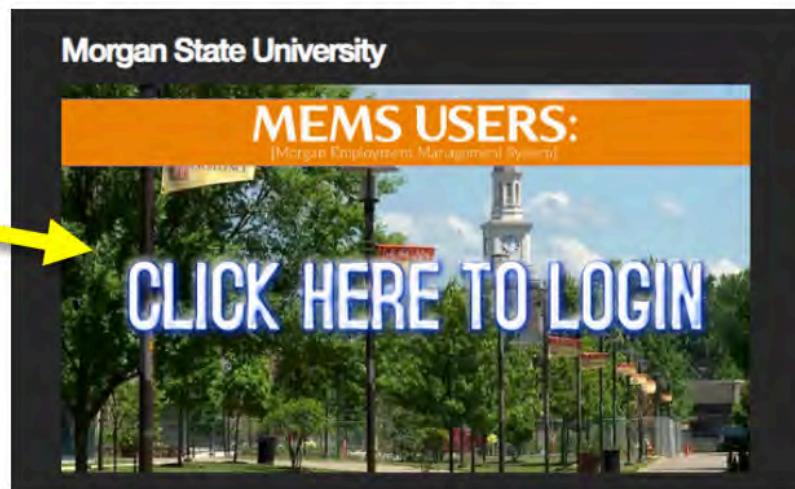 Morgan State University
MEMS USERS:
[Morgan Employment Management System]
CLICK HERE TO LOGIN